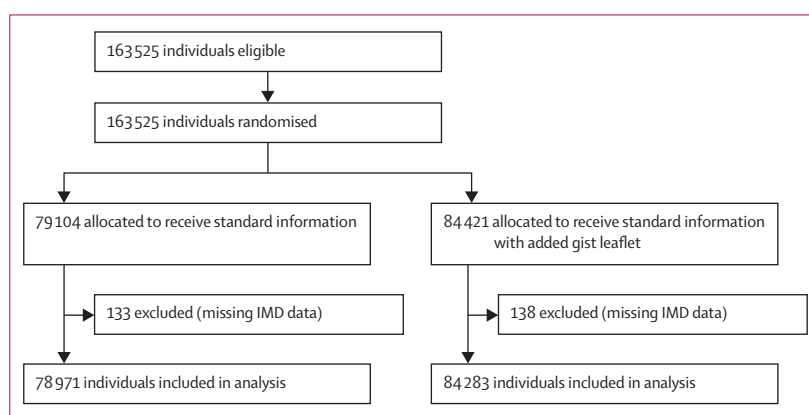 163 525 individuals eligible
163 525 individuals randomised
79 104 allocated to receive standard information
84 421 allocated to receive standard information
with added gist leaflet
133 excluded (missing IMD data)
138 excluded (missing IMD data)
78 971 individuals included in analysis
84 283 individuals included in analysis